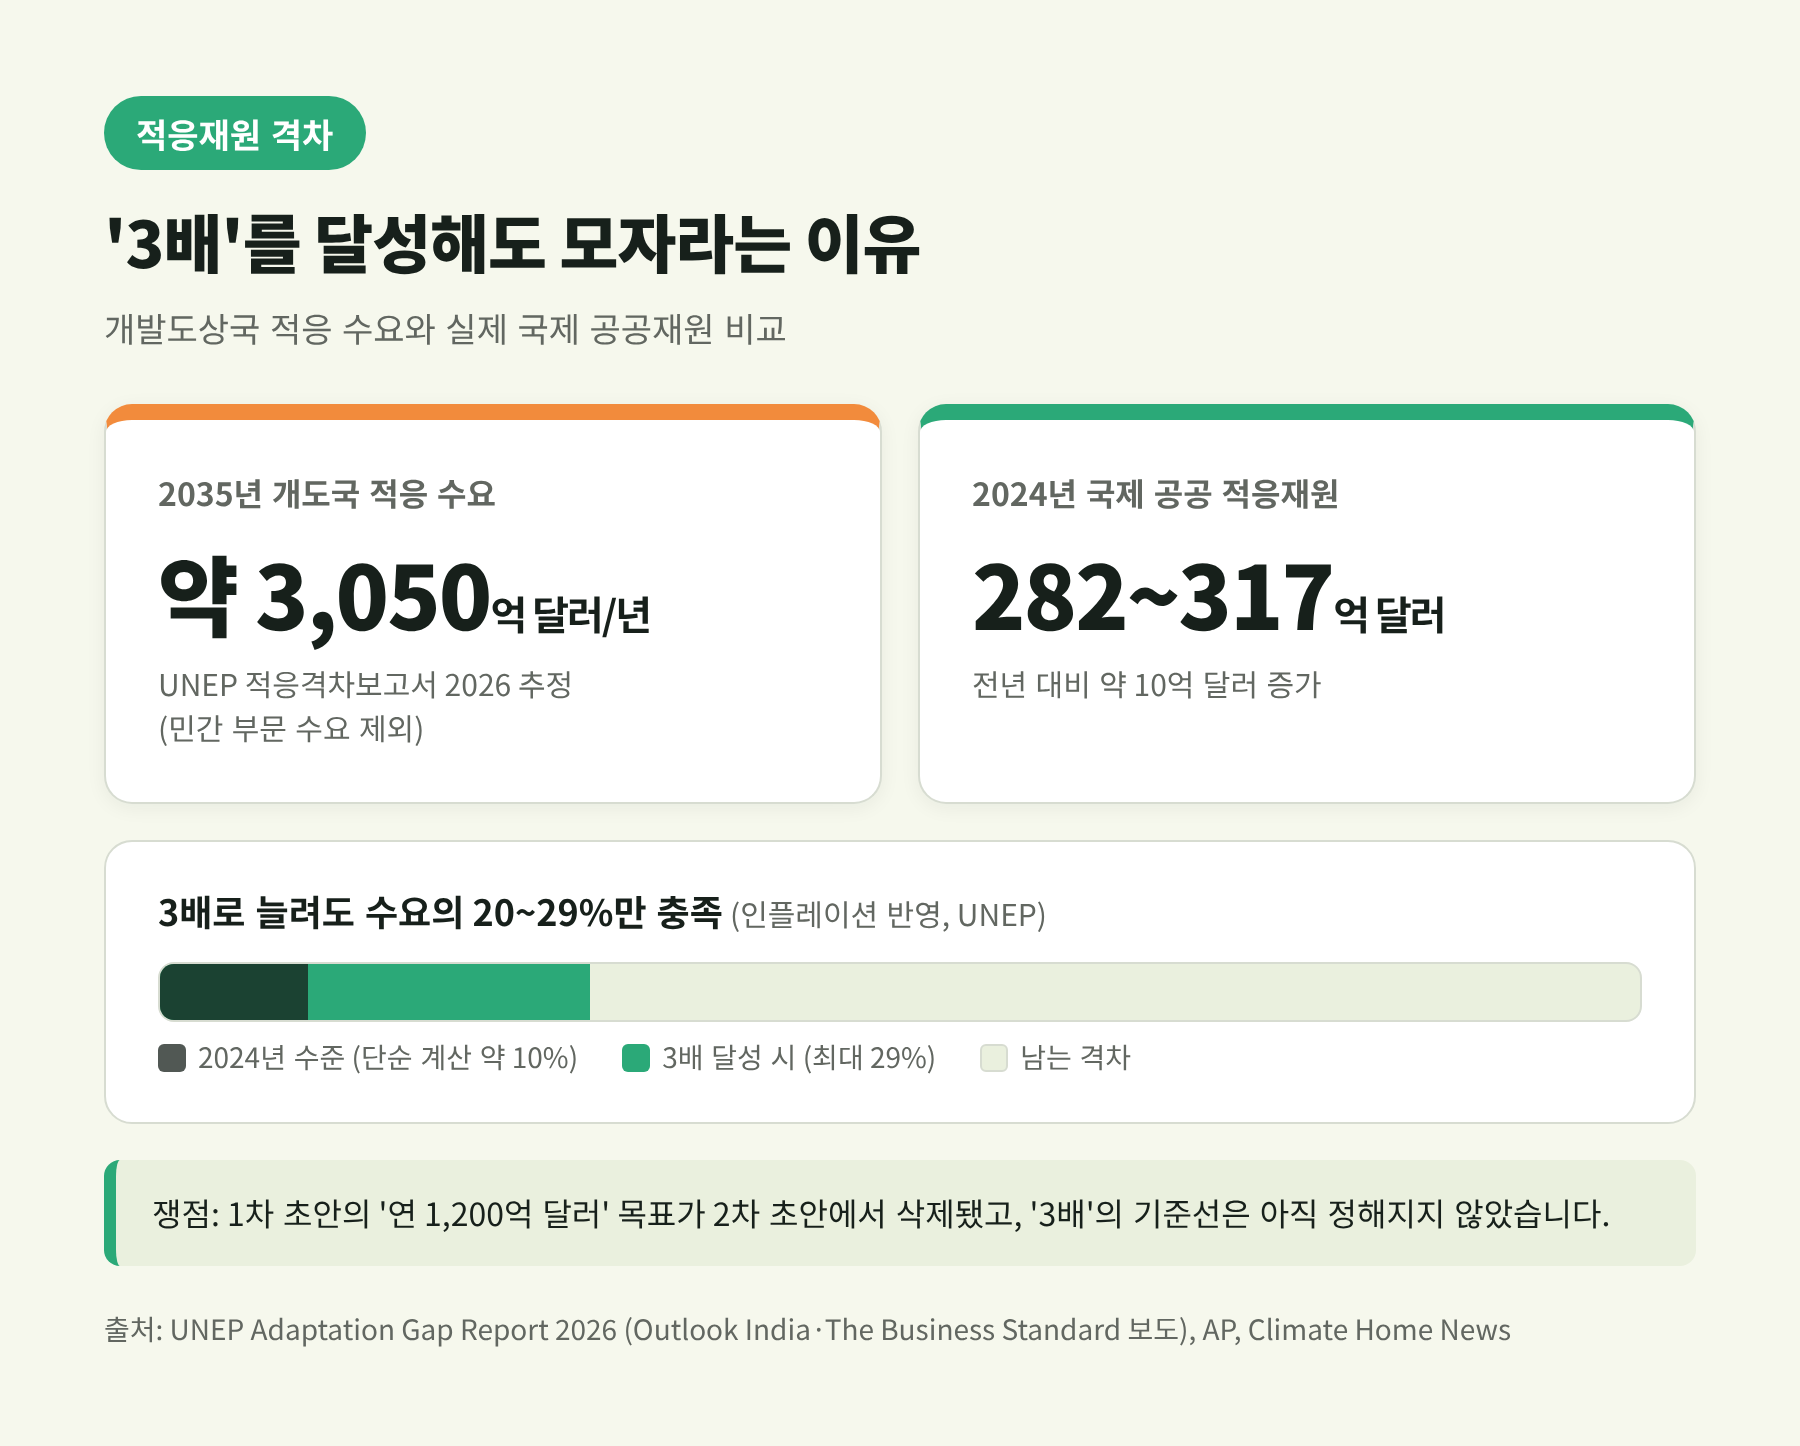 적응재원 격차
'3배'를 달성해도 모자라는 이유
개발도상국 적응 수요와 실제 국제 공공재원 비교
2035년 개도국 적응 수요
약 3,050억 달러/년
UNEP 적응격차보고서 2026 추정
(민간 부문 수요 제외)
2024년 국제 공공 적응재원
282~317억 달러
전년 대비 약 10억 달러 증가
3배로 늘려도 수요의 20~29%만 충족 (인플레이션 반영, UNEP)
2024년 수준 (단순 계산 약 10%)
3배 달성 시 (최대 29%)
남는 격차
쟁점: 1차 초안의 '연 1,200억 달러' 목표가 2차 초안에서 삭제됐고, '3배'의 기준선은 아직 정해지지 않았습니다.
출처: UNEP Adaptation Gap Report 2026 (Outlook India·The Business Standard 보도), AP, Climate Home News